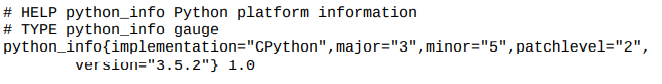 # HELP python_info Python platform information
# TYPE python_info gauge
python_info{implementation="CPython",major="3",minor="5",patchlevel="2",
version="3.5.2"} 1.0